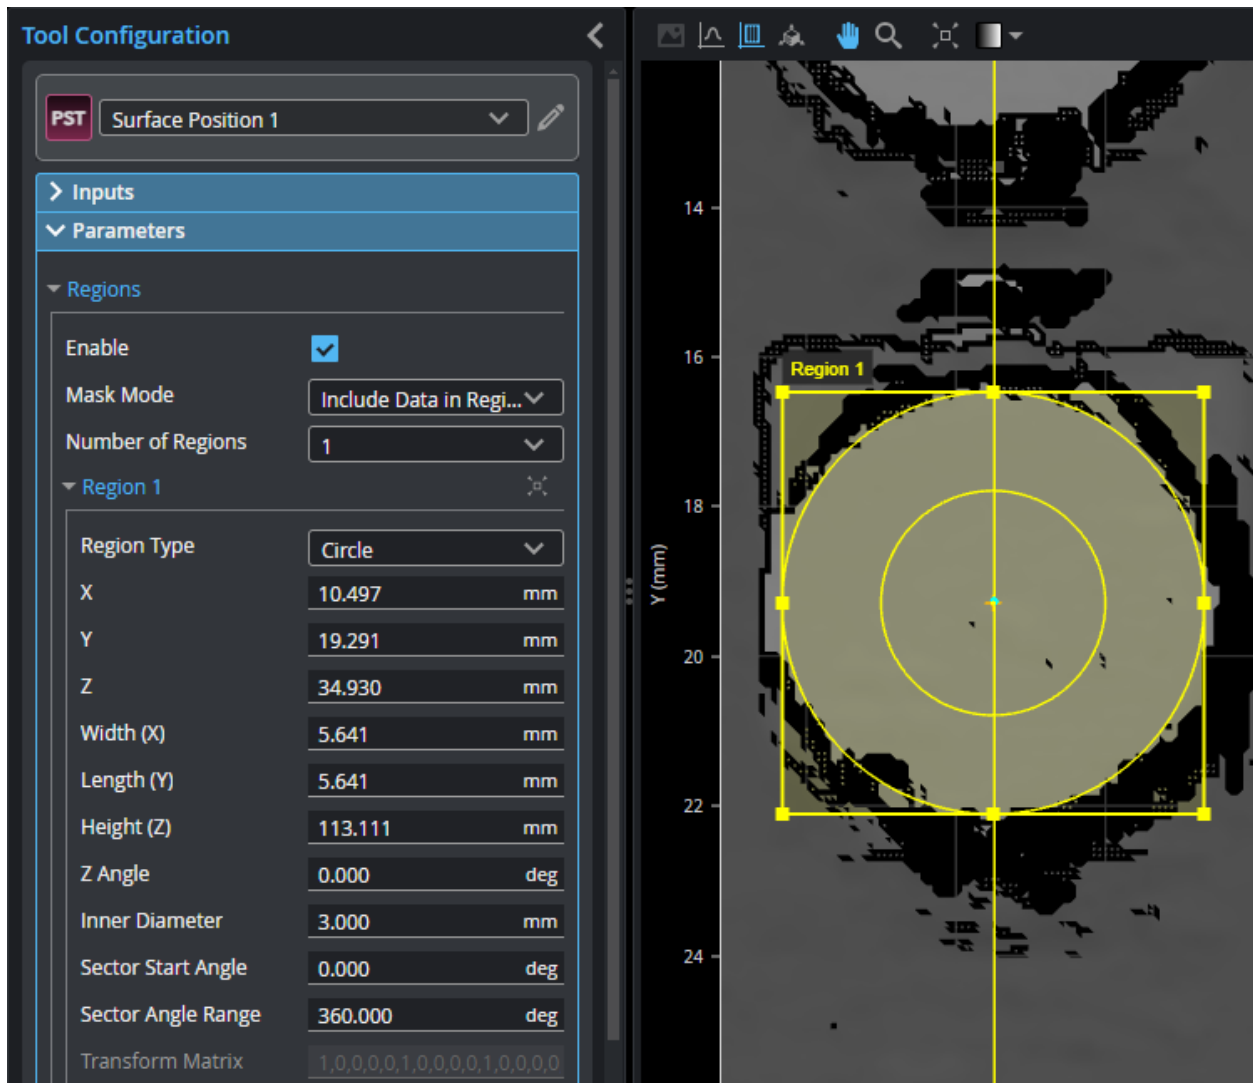 Tool Configuration
PST Surface Position 1
Inputs
Parameters
Regions
Enable
Mask Mode Include Data in Regi...
Number of Regions 1
Region 1
Region Type Circle
X 10.497 mm
Y 19.291 mm
Z 34.930 mm
Width (X) 5.641 mm
Length (Y) 5.641 mm
Height (Z) 113.111 mm
Z Angle 0.000 deg
Inner Diameter 3.000 mm
Sector Start Angle 0.000 deg
Sector Angle Range 360.000 deg
Transform Matrix 1,0,0,0,0,1,0,0,0,0,1,0,0,0,0
14
16
18
20
22
24
Y (mm)
Region 1